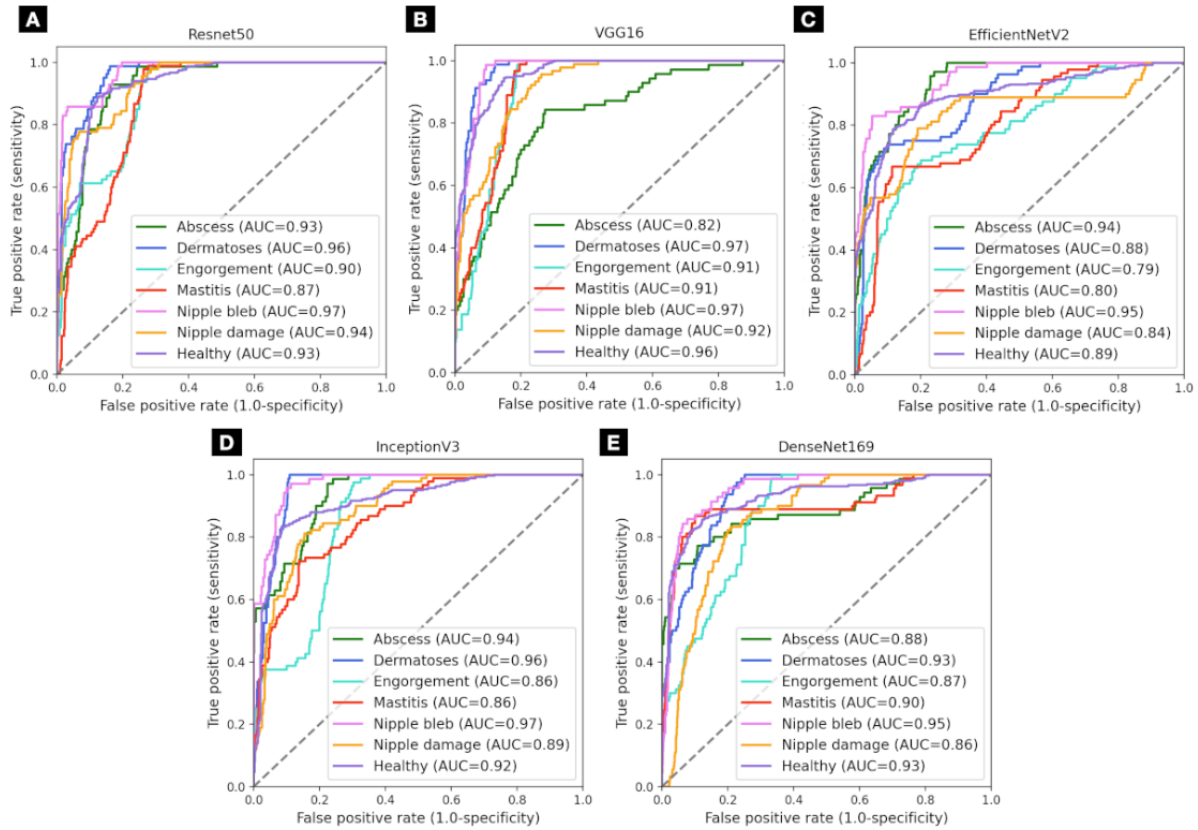 A
Resnet50
True positive rate (sensitivity)
1.0
0.8
0.6
0.4
0.2
0.0
Abscess (AUC=0.93)
Dermatoses (AUC=0.96)
Engorgement (AUC=0.90)
Mastitis (AUC=0.87)
Nipple bleb (AUC=0.97)
Nipple damage (AUC=0.94)
Healthy (AUC=0.93)
0.0 0.2 0.4 0.6 0.8 1.0
False positive rate (1.0-specificity)
B
VGG16
True positive rate (sensitivity)
1.0
0.8
0.6
0.4
0.2
0.0
Abscess (AUC=0.82)
Dermatoses (AUC=0.97)
Engorgement (AUC=0.91)
Mastitis (AUC=0.91)
Nipple bleb (AUC=0.97)
Nipple damage (AUC=0.92)
Healthy (AUC=0.96)
0.0 0.2 0.4 0.6 0.8 1.0
False positive rate (1.0-specificity)
C
EfficientNetV2
True positive rate (sensitivity)
1.0
0.8
0.6
0.4
0.2
0.0
Abscess (AUC=0.94)
Dermatoses (AUC=0.88)
Engorgement (AUC=0.79)
Mastitis (AUC=0.80)
Nipple bleb (AUC=0.95)
Nipple damage (AUC=0.84)
Healthy (AUC=0.89)
0.0 0.2 0.4 0.6 0.8 1.0
False positive rate (1.0-specificity)
D
InceptionV3
True positive rate (sensitivity)
1.0
0.8
0.6
0.4
0.2
0.0
Abscess (AUC=0.94)
Dermatoses (AUC=0.96)
Engorgement (AUC=0.86)
Mastitis (AUC=0.86)
Nipple bleb (AUC=0.97)
Nipple damage (AUC=0.89)
Healthy (AUC=0.92)
0.0 0.2 0.4 0.6 0.8 1.0
False positive rate (1.0-specificity)
E
DenseNet169
True positive rate (sensitivity)
1.0
0.8
0.6
0.4
0.2
0.0
Abscess (AUC=0.88)
Dermatoses (AUC=0.93)
Engorgement (AUC=0.87)
Mastitis (AUC=0.90)
Nipple bleb (AUC=0.95)
Nipple damage (AUC=0.86)
Healthy (AUC=0.93)
0.0 0.2 0.4 0.6 0.8 1.0
False positive rate (1.0-specificity)